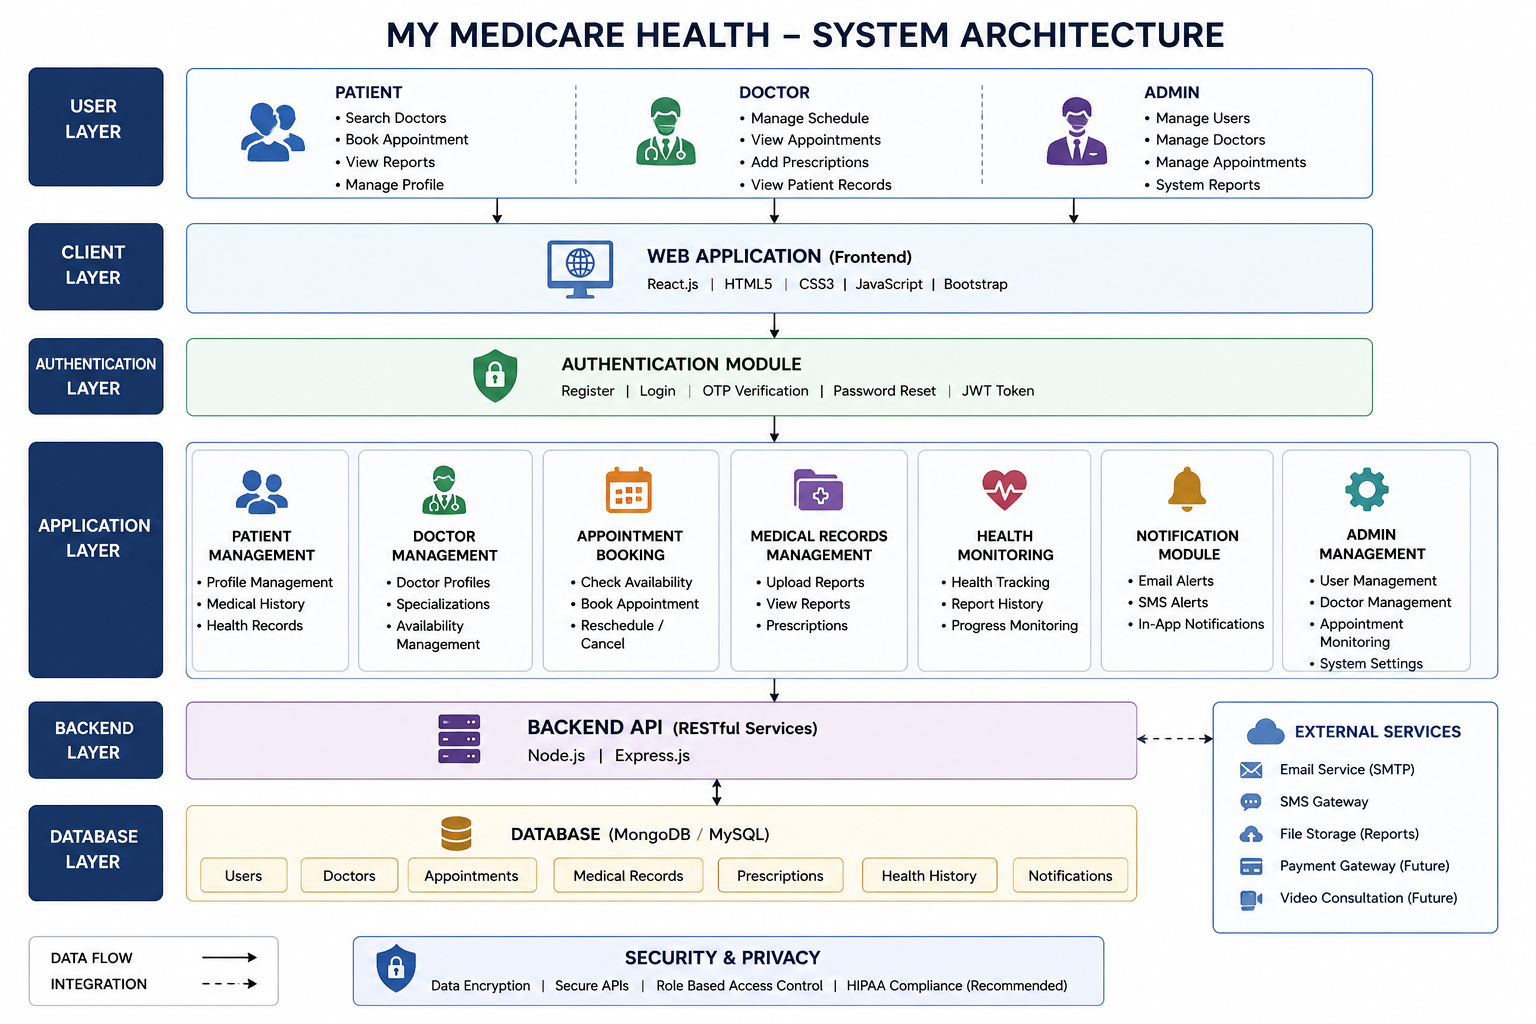 MY MEDICARE HEALTH – SYSTEM ARCHITECTURE
USER
LAYER
PATIENT
• Search Doctors
• Book Appointment
• View Reports
• Manage Profile
DOCTOR
• Manage Schedule
• View Appointments
• Add Prescriptions
• View Patient Records
ADMIN
• Manage Users
• Manage Doctors
• Manage Appointments
• System Reports
CLIENT
LAYER
WEB APPLICATION (Frontend)
React.js | HTML5 | CSS3 | JavaScript | Bootstrap
AUTHENTICATION
LAYER
AUTHENTICATION MODULE
Register | Login | OTP Verification | Password Reset | JWT Token
APPLICATION
LAYER
PATIENT
MANAGEMENT
• Profile Management
• Medical History
• Health Records
DOCTOR
MANAGEMENT
• Doctor Profiles
• Specializations
• Availability
Management
APPOINTMENT
BOOKING
• Check Availability
• Book Appointment
• Reschedule /
Cancel
MEDICAL RECORDS
MANAGEMENT
• Upload Reports
• View Reports
• Prescriptions
HEALTH
MONITORING
• Health Tracking
• Report History
• Progress Monitoring
NOTIFICATION
MODULE
• Email Alerts
• SMS Alerts
• In-App Notifications
ADMIN
MANAGEMENT
• User Management
• Doctor Management
• Appointment
Monitoring
• System Settings
BACKEND
LAYER
BACKEND API (RESTful Services)
Node.js | Express.js
EXTERNAL SERVICES
Email Service (SMTP)
SMS Gateway
File Storage (Reports)
Payment Gateway (Future)
Video Consultation (Future)
DATABASE
LAYER
DATABASE (MongoDB / MySQL)
Users
Doctors
Appointments
Medical Records
Prescriptions
Health History
Notifications
DATA FLOW
INTEGRATION
SECURITY & PRIVACY
Data Encryption | Secure APIs | Role Based Access Control | HIPAA Compliance (Recommended)